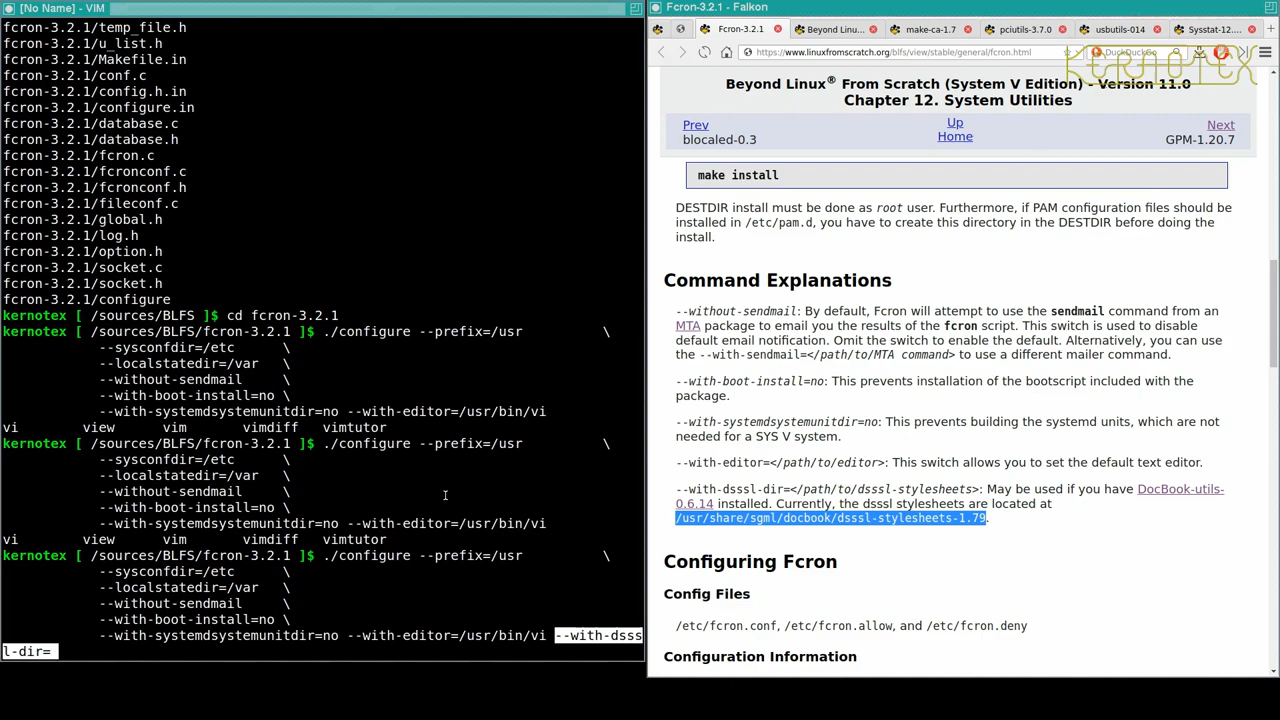 [No Name] - VIM
fcron-3.2.1/temp_file.h
fcron-3.2.1/u_list.h
fcron-3.2.1/Makefile.in
fcron-3.2.1/conf.c
fcron-3.2.1/config.h.in
fcron-3.2.1/configure.in
fcron-3.2.1/database.c
fcron-3.2.1/database.h
fcron-3.2.1/fcron.c
fcron-3.2.1/fcronconf.c
fcron-3.2.1/fcronconf.h
fcron-3.2.1/fileconf.c
fcron-3.2.1/global.h
fcron-3.2.1/log.h
fcron-3.2.1/option.h
fcron-3.2.1/socket.c
fcron-3.2.1/socket.h
fcron-3.2.1/configure
kernotex [ /sources/BLFS ]$ cd fcron-3.2.1
kernotex [ /sources/BLFS/fcron-3.2.1 ]$ ./configure --prefix=/usr \
--sysconfdir=/etc \
--localstatedir=/var \
--without-sendmail \
--with-boot-install=no \
--with-systemdsystemunitdir=no --with-editor=/usr/bin/vi
vi view vim vimdiff vimtutor
kernotex [ /sources/BLFS/fcron-3.2.1 ]$ ./configure --prefix=/usr \
--sysconfdir=/etc \
--localstatedir=/var \
--without-sendmail \
--with-boot-install=no \
--with-systemdsystemunitdir=no --with-editor=/usr/bin/vi
vi view vim vimdiff vimtutor
kernotex [ /sources/BLFS/fcron-3.2.1 ]$ ./configure --prefix=/usr \
--sysconfdir=/etc \
--localstatedir=/var \
--without-sendmail \
--with-boot-install=no \
--with-systemdsystemunitdir=no --with-editor=/usr/bin/vi --with-dsss
l-dir=
Fcron-3.2.1 - Falkon
Fcron-3.2.1 Beyond Linu... make-ca-1.7 pciutils-3.7.0 usbutils-014 Sysstat-12....
https://www.linuxfromscratch.org/blfs/view/stable/general/fcron.html DuckDuckGo
KERNOTEX
Beyond Linux® From Scratch (System V Edition) - Version 11.0
Chapter 12. System Utilities
Prev Up Next
blocaled-0.3 Home GPM-1.20.7
make install
DESTDIR install must be done as root user. Furthermore, if PAM configuration files should be
installed in /etc/pam.d, you have to create this directory in the DESTDIR before doing the
install.
Command Explanations
--without-sendmail: By default, Fcron will attempt to use the sendmail command from an
MTA package to email you the results of the fcron script. This switch is used to disable
default email notification. Omit the switch to enable the default. Alternatively, you can use
the --with-sendmail=</path/to/MTA command> to use a different mailer command.
--with-boot-install=no: This prevents installation of the bootscript included with the
package.
--with-systemdsystemunitdir=no: This prevents building the systemd units, which are not
needed for a SYS V system.
--with-editor=</path/to/editor>: This switch allows you to set the default text editor.
--with-dsssl-dir=</path/to/dsssl-stylesheets>: May be used if you have DocBook-utils-
0.6.14 installed. Currently, the dsssl stylesheets are located at
/usr/share/sgml/docbook/dsssl-stylesheets-1.79.
Configuring Fcron
Config Files
/etc/fcron.conf, /etc/fcron.allow, and /etc/fcron.deny
Configuration Information